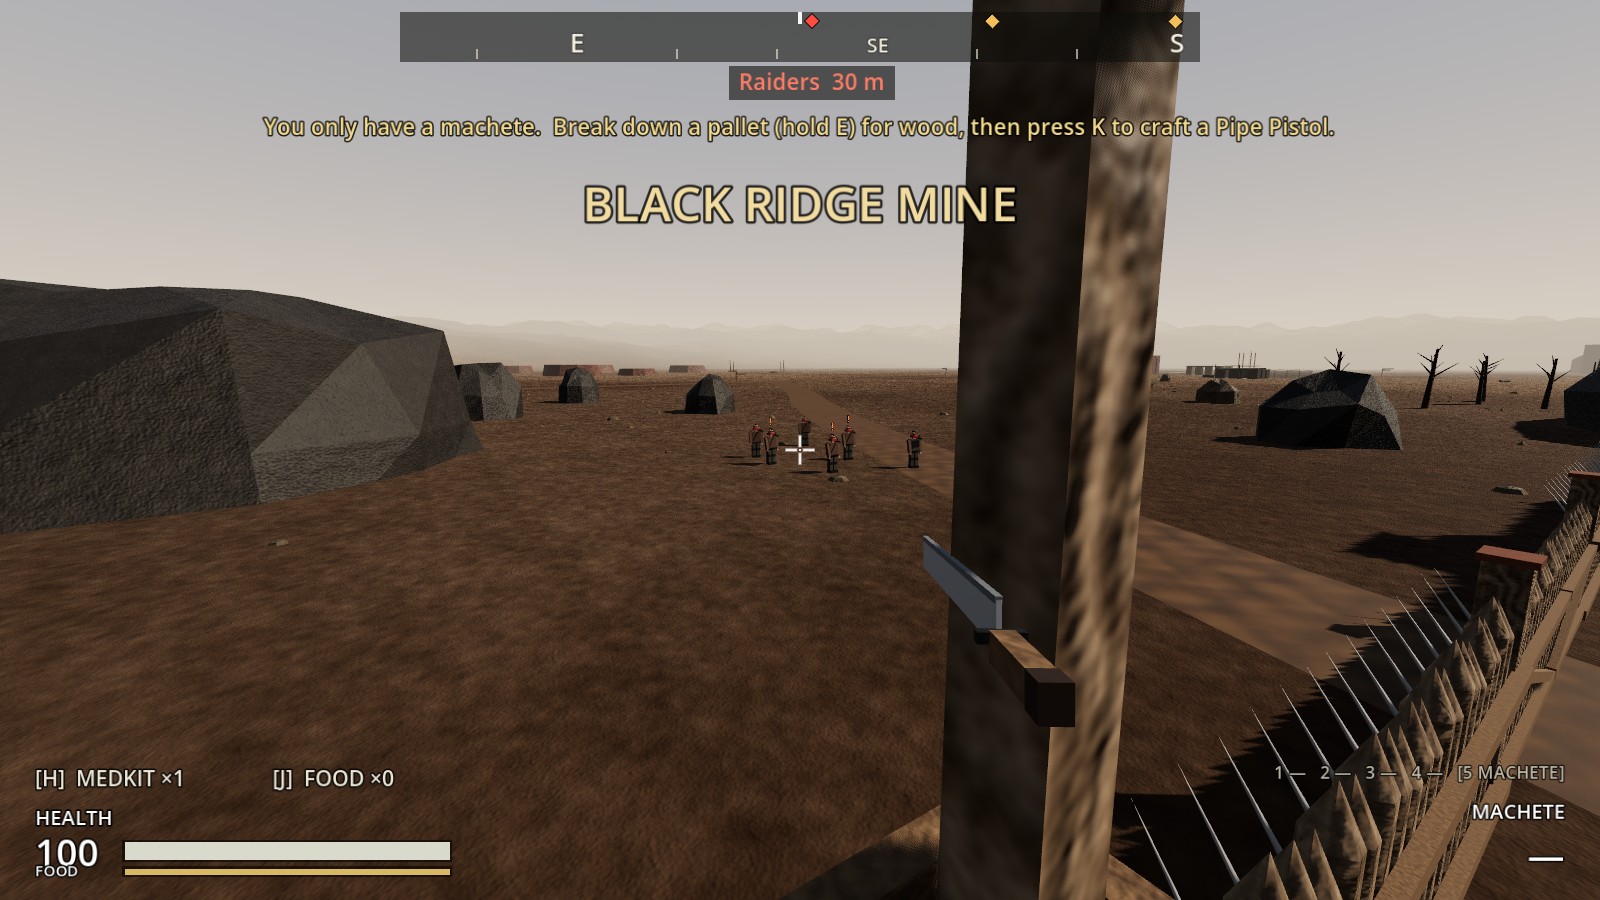 E SE S
Raiders 30 m
You only have a machete. Break down a pallet (hold E) for wood, then press K to craft a Pipe Pistol.
BLACK RIDGE MINE
[H] MEDKIT ×1 [J] FOOD ×0
1— 2— 3— 4— [5 MACHETE]
HEALTH
MACHETE
100
FOOD